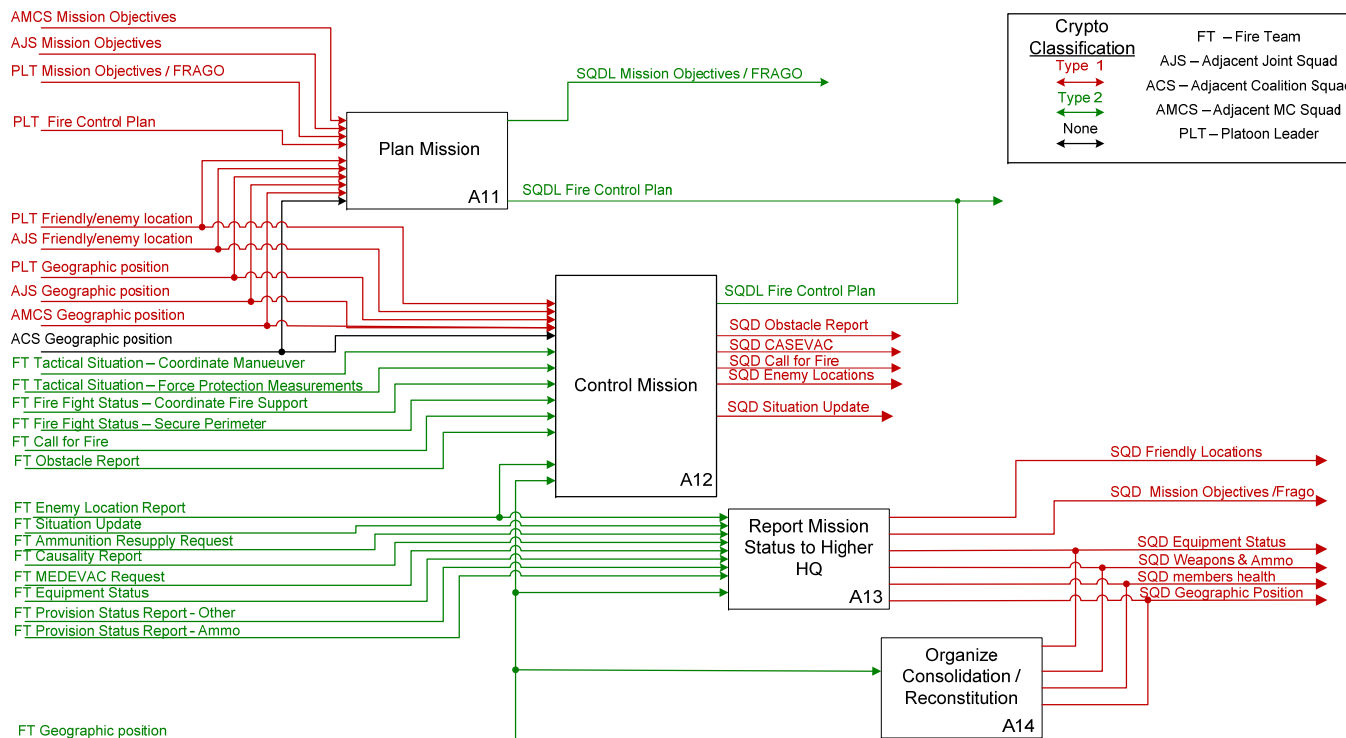 AMCS Mission Objectives
AJS Mission Objectives
PLT Mission Objectives / FRAGO
PLT Fire Control Plan
Plan Mission
A11
SQDL Mission Objectives / FRAGO
SQDL Fire Control Plan
Crypto
Classification
Type 1
Type 2
None
FT – Fire Team
AJS – Adjacent Joint Squad
ACS – Adjacent Coalition Squad
AMCS – Adjacent MC Squad
PLT – Platoon Leader
PLT Friendly/enemy location
AJS Friendly/enemy location
PLT Geographic position
AJS Geographic position
AMCS Geographic position
ACS Geographic position
FT Tactical Situation – Coordinate Manueuver
FT Tactical Situation – Force Protection Measurements
FT Fire Fight Status – Coordinate Fire Support
FT Fire Fight Status – Secure Perimeter
FT Call for Fire
FT Obstacle Report
Control Mission
A12
SQDL Fire Control Plan
SQD Obstacle Report
SQD CASEVAC
SQD Call for Fire
SQD Enemy Locations
SQD Situation Update
FT Enemy Location Report
FT Situation Update
FT Ammunition Resupply Request
FT Causality Report
FT MEDEVAC Request
FT Equipment Status
FT Provision Status Report - Other
FT Provision Status Report - Ammo
Report Mission
Status to Higher
HQ
A13
SQD Friendly Locations
SQD Mission Objectives /Frago
SQD Equipment Status
SQD Weapons & Ammo
SQD members health
SQD Geographic Position
Organize
Consolidation /
Reconstitution
A14
FT Geographic position